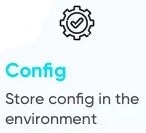 Config
Store config in the
environment